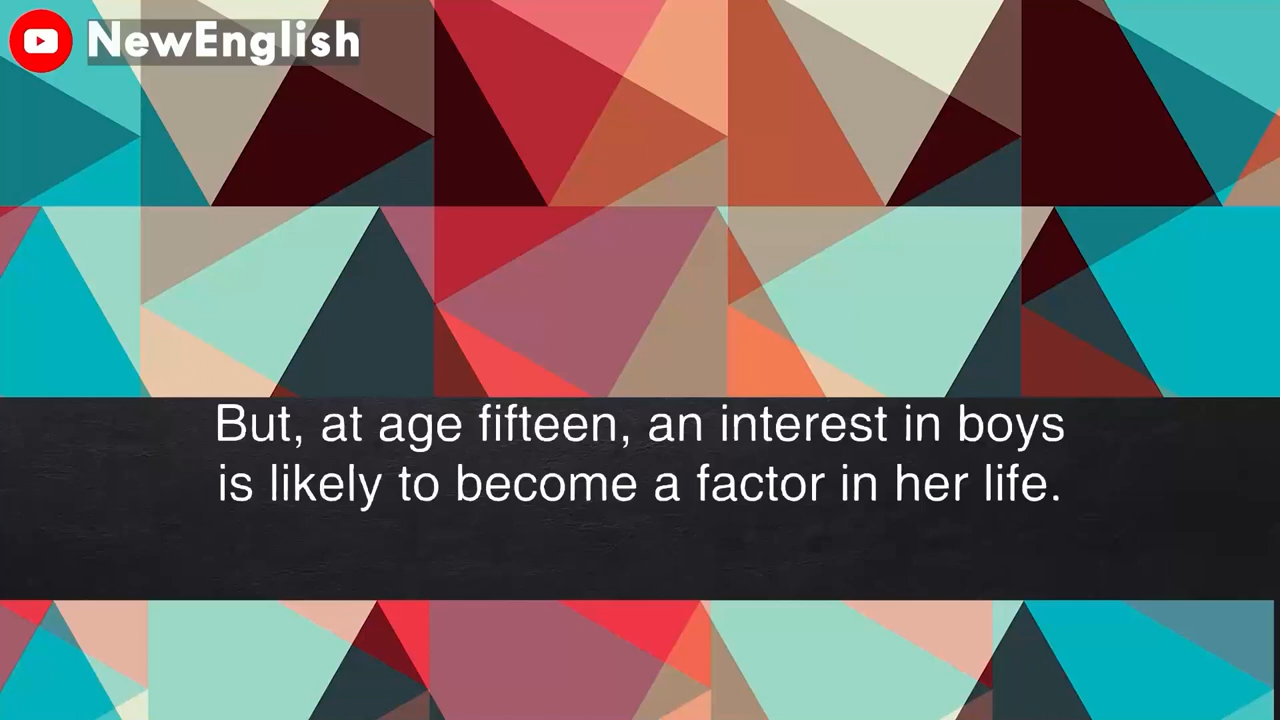 NewEnglish
But, at age fifteen, an interest in boys
is likely to become a factor in her life.